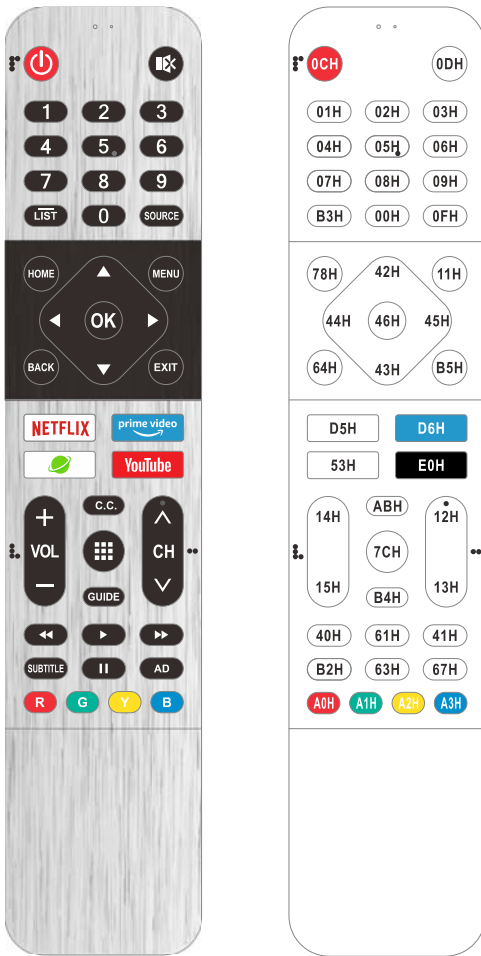 1 2 3
4 5 6
7 8 9
LIST 0 SOURCE
HOME MENU
OK
BACK EXIT
NETFLIX prime video
YouTube
C.C.
+
VOL CH
−
GUIDE
SUBTITLE AD
R G Y B
0CH 0DH
01H 02H 03H
04H 05H 06H
07H 08H 09H
B3H 00H 0FH
78H 42H 11H
44H 46H 45H
64H 43H B5H
D5H D6H
53H E0H
14H ABH 12H
7CH
15H B4H 13H
40H 61H 41H
B2H 63H 67H
A0H A1H A2H A3H